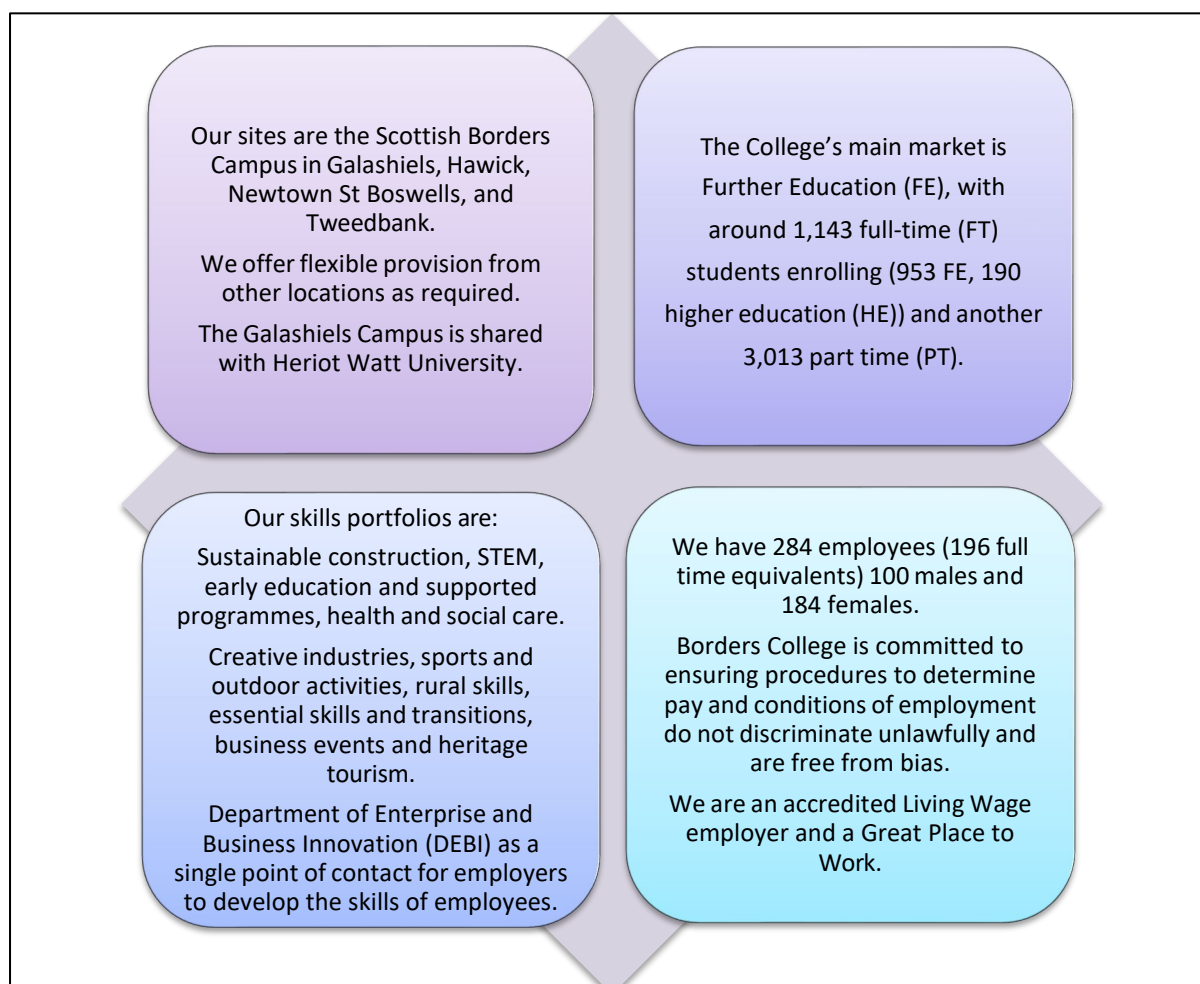 Our sites are the Scottish Borders
Campus in Galashiels, Hawick,
Newtown St Boswells, and
Tweedbank.
We offer flexible provision from
other locations as required.
The Galashiels Campus is shared
with Heriot Watt University.
The College’s main market is
Further Education (FE), with
around 1,143 full-time (FT)
students enrolling (953 FE, 190
higher education (HE)) and another
3,013 part time (PT).
Our skills portfolios are:
Sustainable construction, STEM,
early education and supported
programmes, health and social care.
Creative industries, sports and
outdoor activities, rural skills,
essential skills and transitions,
business events and heritage
tourism.
Department of Enterprise and
Business Innovation (DEBI) as a
single point of contact for employers
to develop the skills of employees.
We have 284 employees (196 full
time equivalents) 100 males and
184 females.
Borders College is committed to
ensuring procedures to determine
pay and conditions of employment
do not discriminate unlawfully and
are free from bias.
We are an accredited Living Wage
employer and a Great Place to
Work.